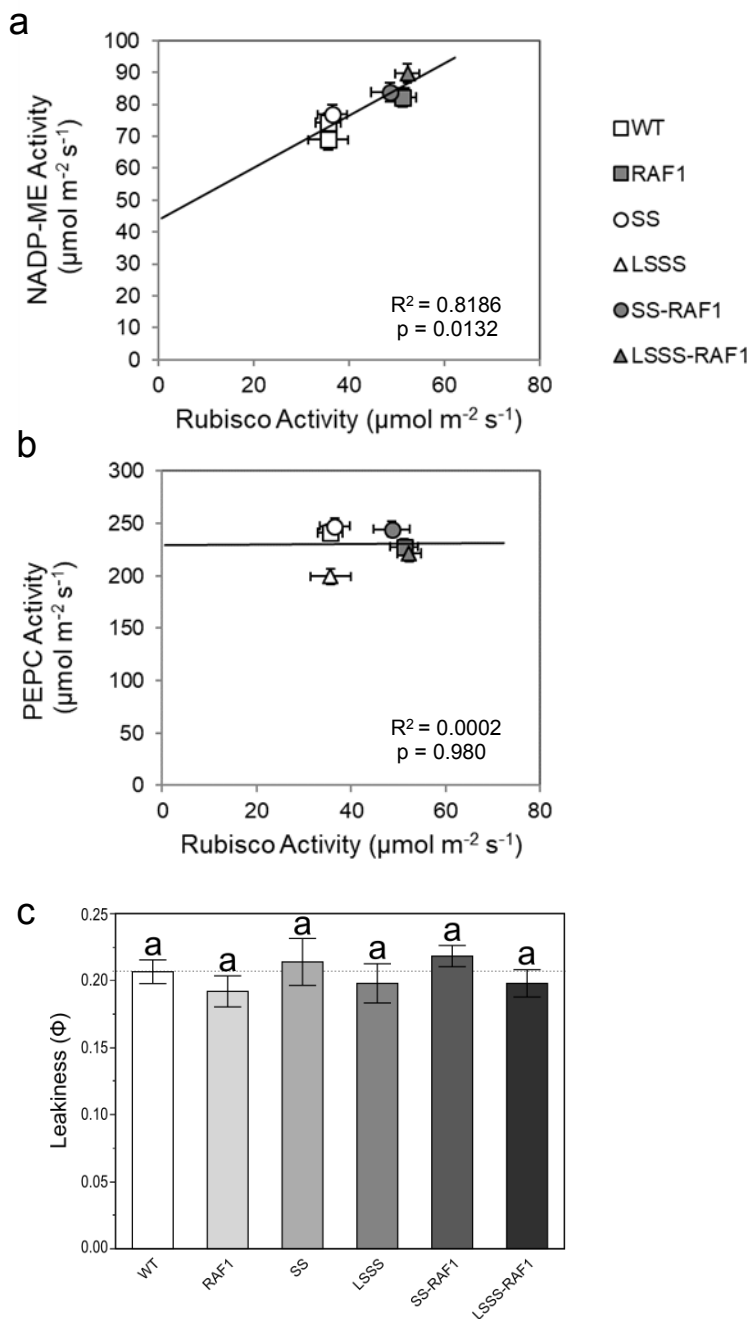 a
NADP-ME Activity
(µmol m⁻² s⁻¹)
100
90
80
70
60
50
40
30
20
10
0
R² = 0.8186
p = 0.0132
0 20 40 60 80
Rubisco Activity (µmol m⁻² s⁻¹)
WT
RAF1
SS
LSSS
SS-RAF1
LSSS-RAF1
b
PEPC Activity
(µmol m⁻² s⁻¹)
300
250
200
150
100
50
0
R² = 0.0002
p = 0.980
0 20 40 60 80
Rubisco Activity (µmol m⁻² s⁻¹)
c
Leakiness (Φ)
0.25
0.20
0.15
0.10
0.05
0.00
a a a a a a
WT RAF1 SS LSSS SS-RAF1 LSSS-RAF1